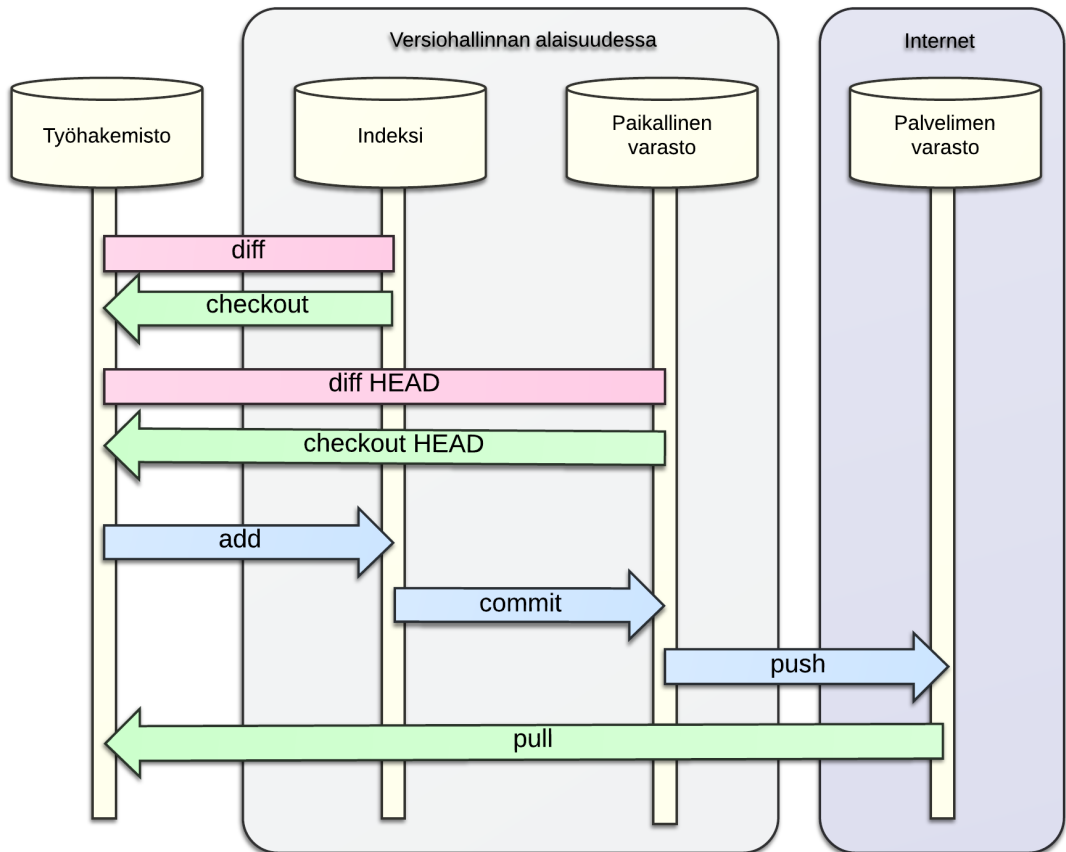 Versiohallinnan alaisuudessa
Internet
Työhakemisto
Indeksi
Paikallinen
varasto
Palvelimen
varasto
diff
checkout
diff HEAD
checkout HEAD
add
commit
push
pull